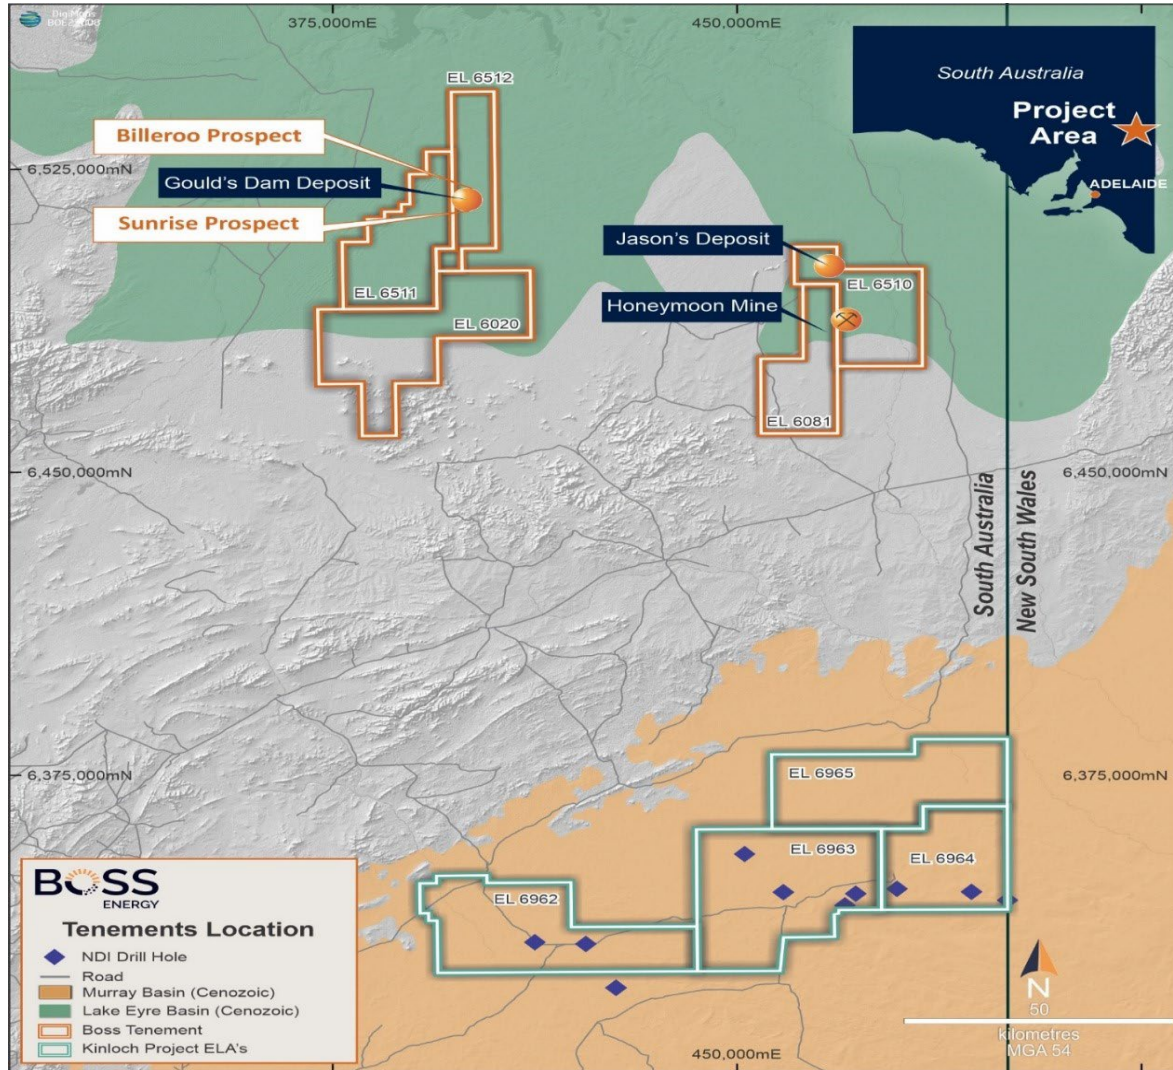 DigiMaps
375,000mE
450,000mE
EL 6512
South Australia
Project
Area
ADELAIDE
Billeroo Prospect
6,525,000mN
Gould's Dam Deposit
Sunrise Prospect
Jason's Deposit
EL 6511
EL 6510
Honeymoon Mine
EL 6020
EL 6081
6,450,000mN
6,450,000mN
South Australia
New South Wales
6,375,000mN
6,375,000mN
EL 6965
EL 6963
EL 6964
EL 6962
BOSS
ENERGY
Tenements Location
NDI Drill Hole
Road
Murray Basin (Cenozoic)
Lake Eyre Basin (Cenozoic)
Boss Tenement
Kinloch Project ELA's
N
50
kilometres
MGA 54
450,000mE